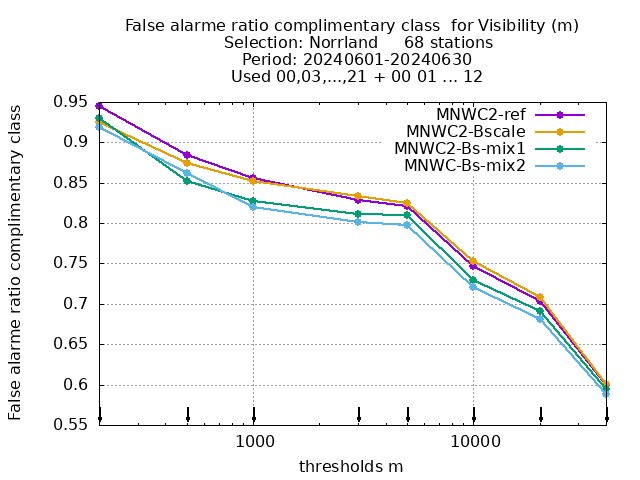 False alarme ratio complimentary class  for Visibility (m)
Selection: Norrland     68 stations
Period: 20240601-20240630
Used 00,03,...,21 + 00 01 ... 12
MNWC2-ref
MNWC2-Bscale
MNWC2-Bs-mix1
MNWC-Bs-mix2
False alarme ratio complimentary class
0.95
0.9
0.85
0.8
0.75
0.7
0.65
0.6
0.55
1000
10000
thresholds m